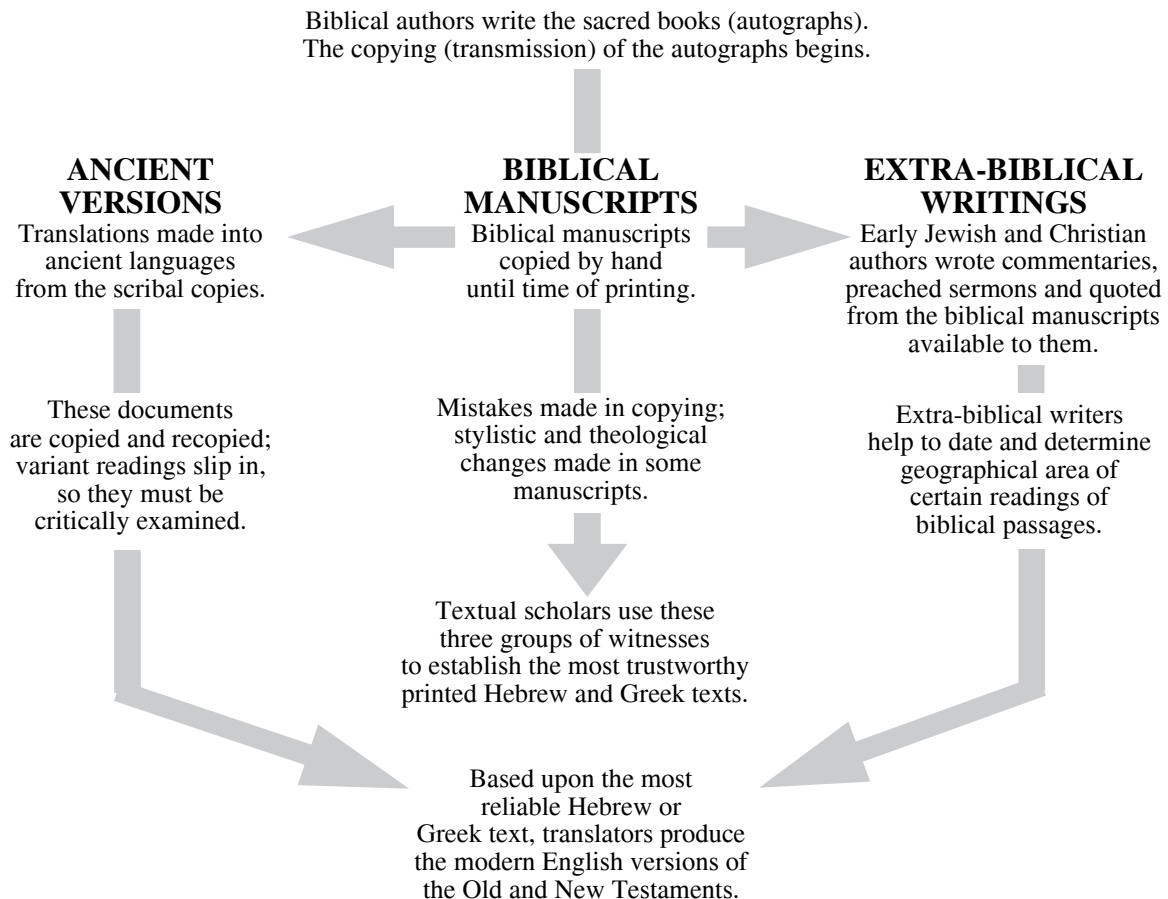 Biblical authors write the sacred books (autographs).
The copying (transmission) of the autographs begins.
ANCIENT
VERSIONS
Translations made into
ancient languages
from the scribal copies.
These documents
are copied and recopied;
variant readings slip in,
so they must be
critically examined.
BIBLICAL
MANUSCRIPTS
Biblical manuscripts
copied by hand
until time of printing.
Mistakes made in copying;
stylistic and theological
changes made in some
manuscripts.
Textual scholars use these
three groups of witnesses
to establish the most trustworthy
printed Hebrew and Greek texts.
EXTRA-BIBLICAL
WRITINGS
Early Jewish and Christian
authors wrote commentaries,
preached sermons and quoted
from the biblical manuscripts
available to them.
Extra-biblical writers
help to date and determine
geographical area of
certain readings of
biblical passages.
Based upon the most
reliable Hebrew or
Greek text, translators produce
the modern English versions of
the Old and New Testaments.